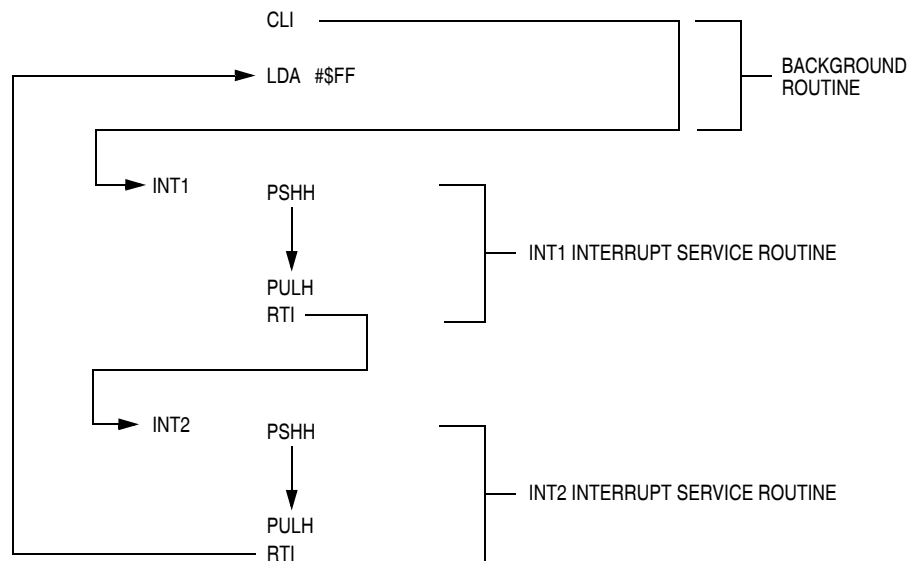 CLI
LDA #$FF
BACKGROUND
ROUTINE
INT1
PSHH
INT1 INTERRUPT SERVICE ROUTINE
PULH
RTI
INT2
PSHH
INT2 INTERRUPT SERVICE ROUTINE
PULH
RTI